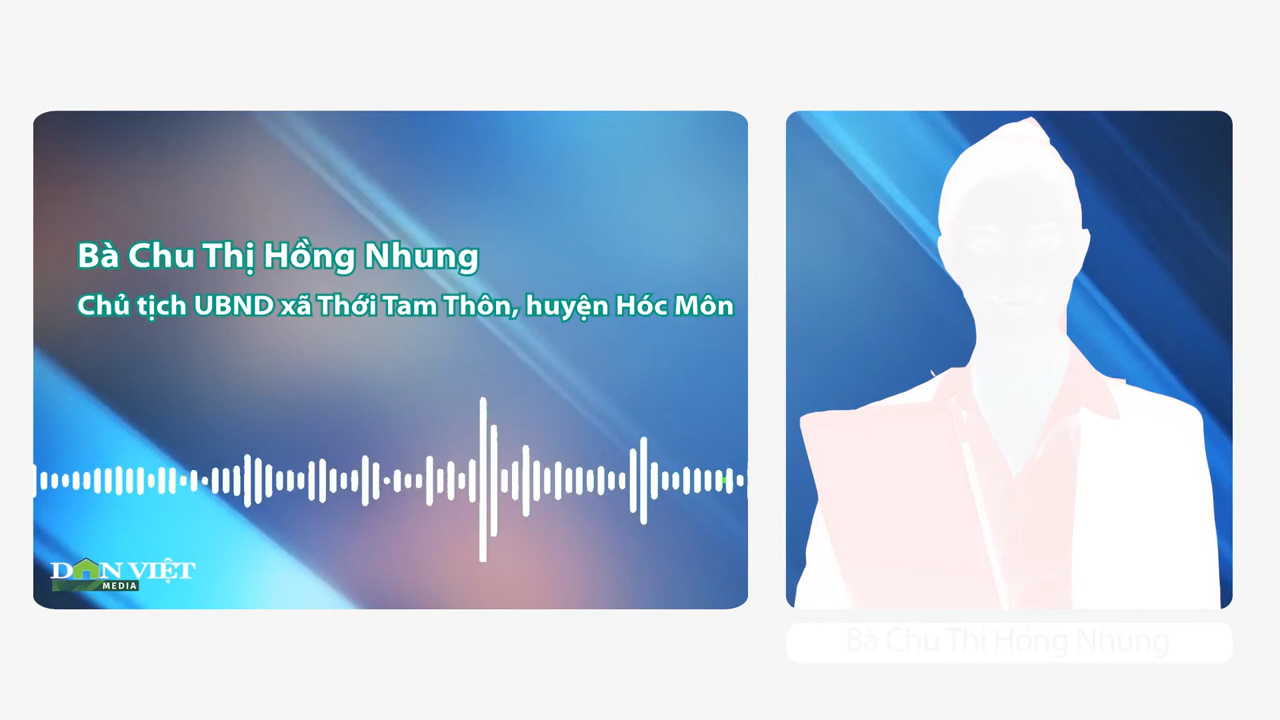 Bà Chu Thị Hồng Nhung
Chủ tịch UBND xã Thới Tam Thôn, huyện Hóc Môn
DÂN VIỆT
MEDIA
Bà Chu Thị Hồng Nhung